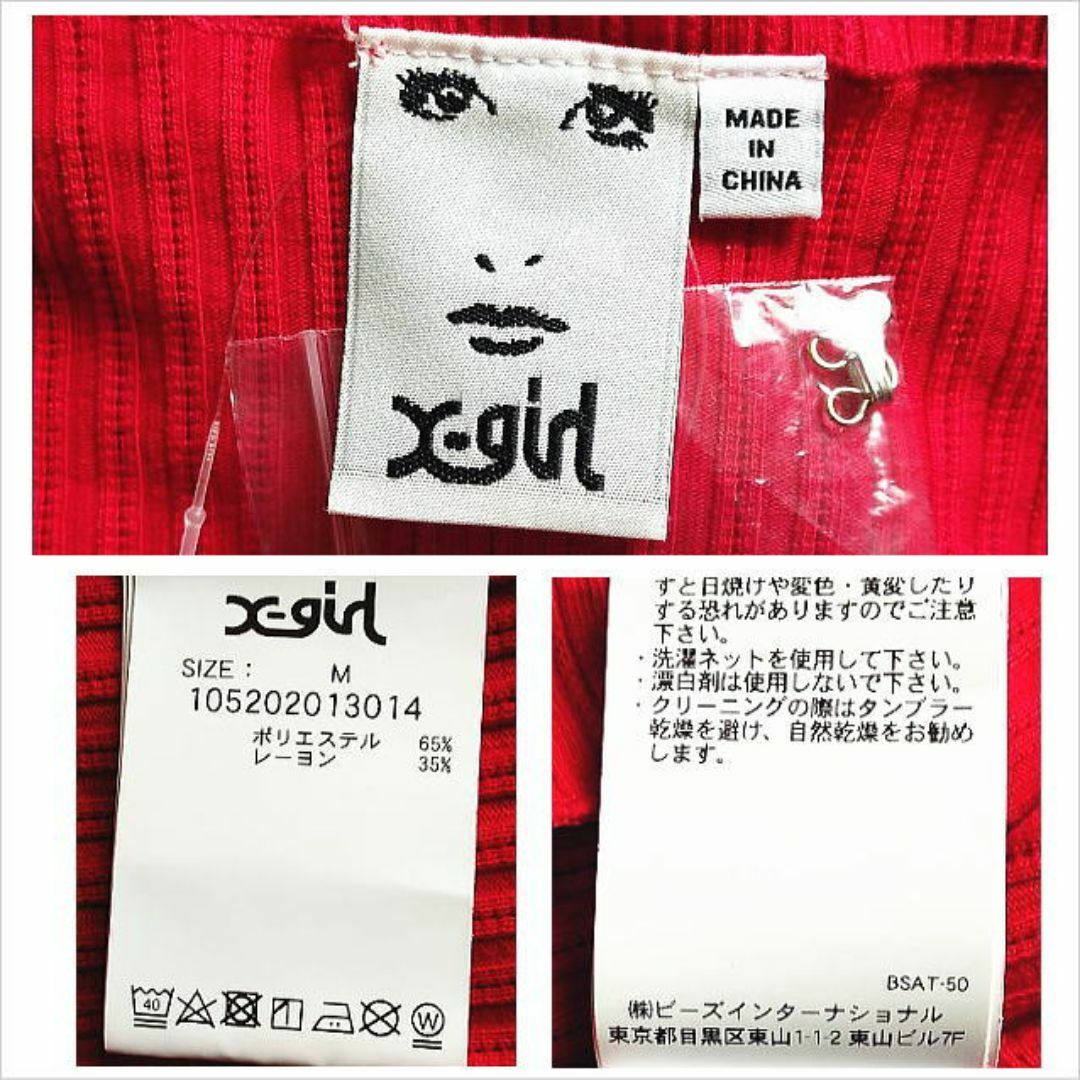 MADE
IN
CHINA
X-girl
X-girl
SIZE : M
105202013014
ポリエステル 65%
レーヨン 35%
40
W
すと日焼けや変色・黄変したり
する恐れがありますのでご注意
下さい。
・洗濯ネットを使用して下さい。
・漂白剤は使用しないで下さい。
・クリーニングの際はタンブラー
乾燥を避け、自然乾燥をお勧め
します。
BSAT-50
㈱ビーズインターナショナル
東京都目黒区東山1-1-2 東山ビル7F